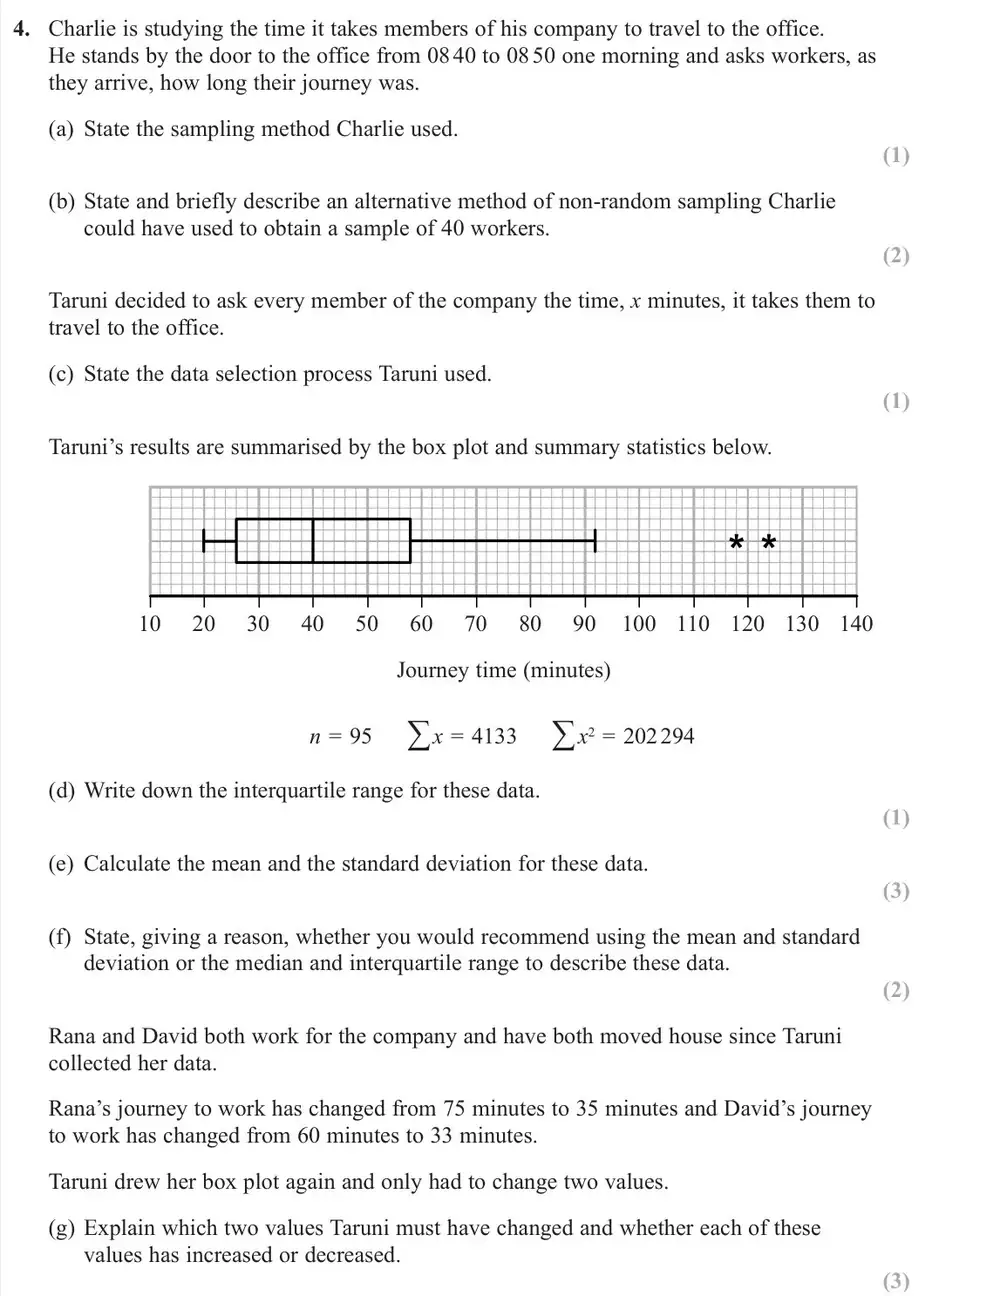 4. Charlie is studying the time it takes members of his company to travel to the office.
He stands by the door to the office from 08 40 to 08 50 one morning and asks workers, as
they arrive, how long their journey was.
(a) State the sampling method Charlie used.
(1)
(b) State and briefly describe an alternative method of non-random sampling Charlie
could have used to obtain a sample of 40 workers.
(2)
Taruni decided to ask every member of the company the time, x minutes, it takes them to
travel to the office.
(c) State the data selection process Taruni used.
(1)
Taruni's results are summarised by the box plot and summary statistics below.
* *
10 20 30 40 50 60 70 80 90 100 110 120 130 140
Journey time (minutes)
n = 95 ∑x = 4133 ∑x² = 202 294
(d) Write down the interquartile range for these data.
(1)
(e) Calculate the mean and the standard deviation for these data.
(3)
(f) State, giving a reason, whether you would recommend using the mean and standard
deviation or the median and interquartile range to describe these data.
(2)
Rana and David both work for the company and have both moved house since Taruni
collected her data.
Rana's journey to work has changed from 75 minutes to 35 minutes and David's journey
to work has changed from 60 minutes to 33 minutes.
Taruni drew her box plot again and only had to change two values.
(g) Explain which two values Taruni must have changed and whether each of these
values has increased or decreased.
(3)